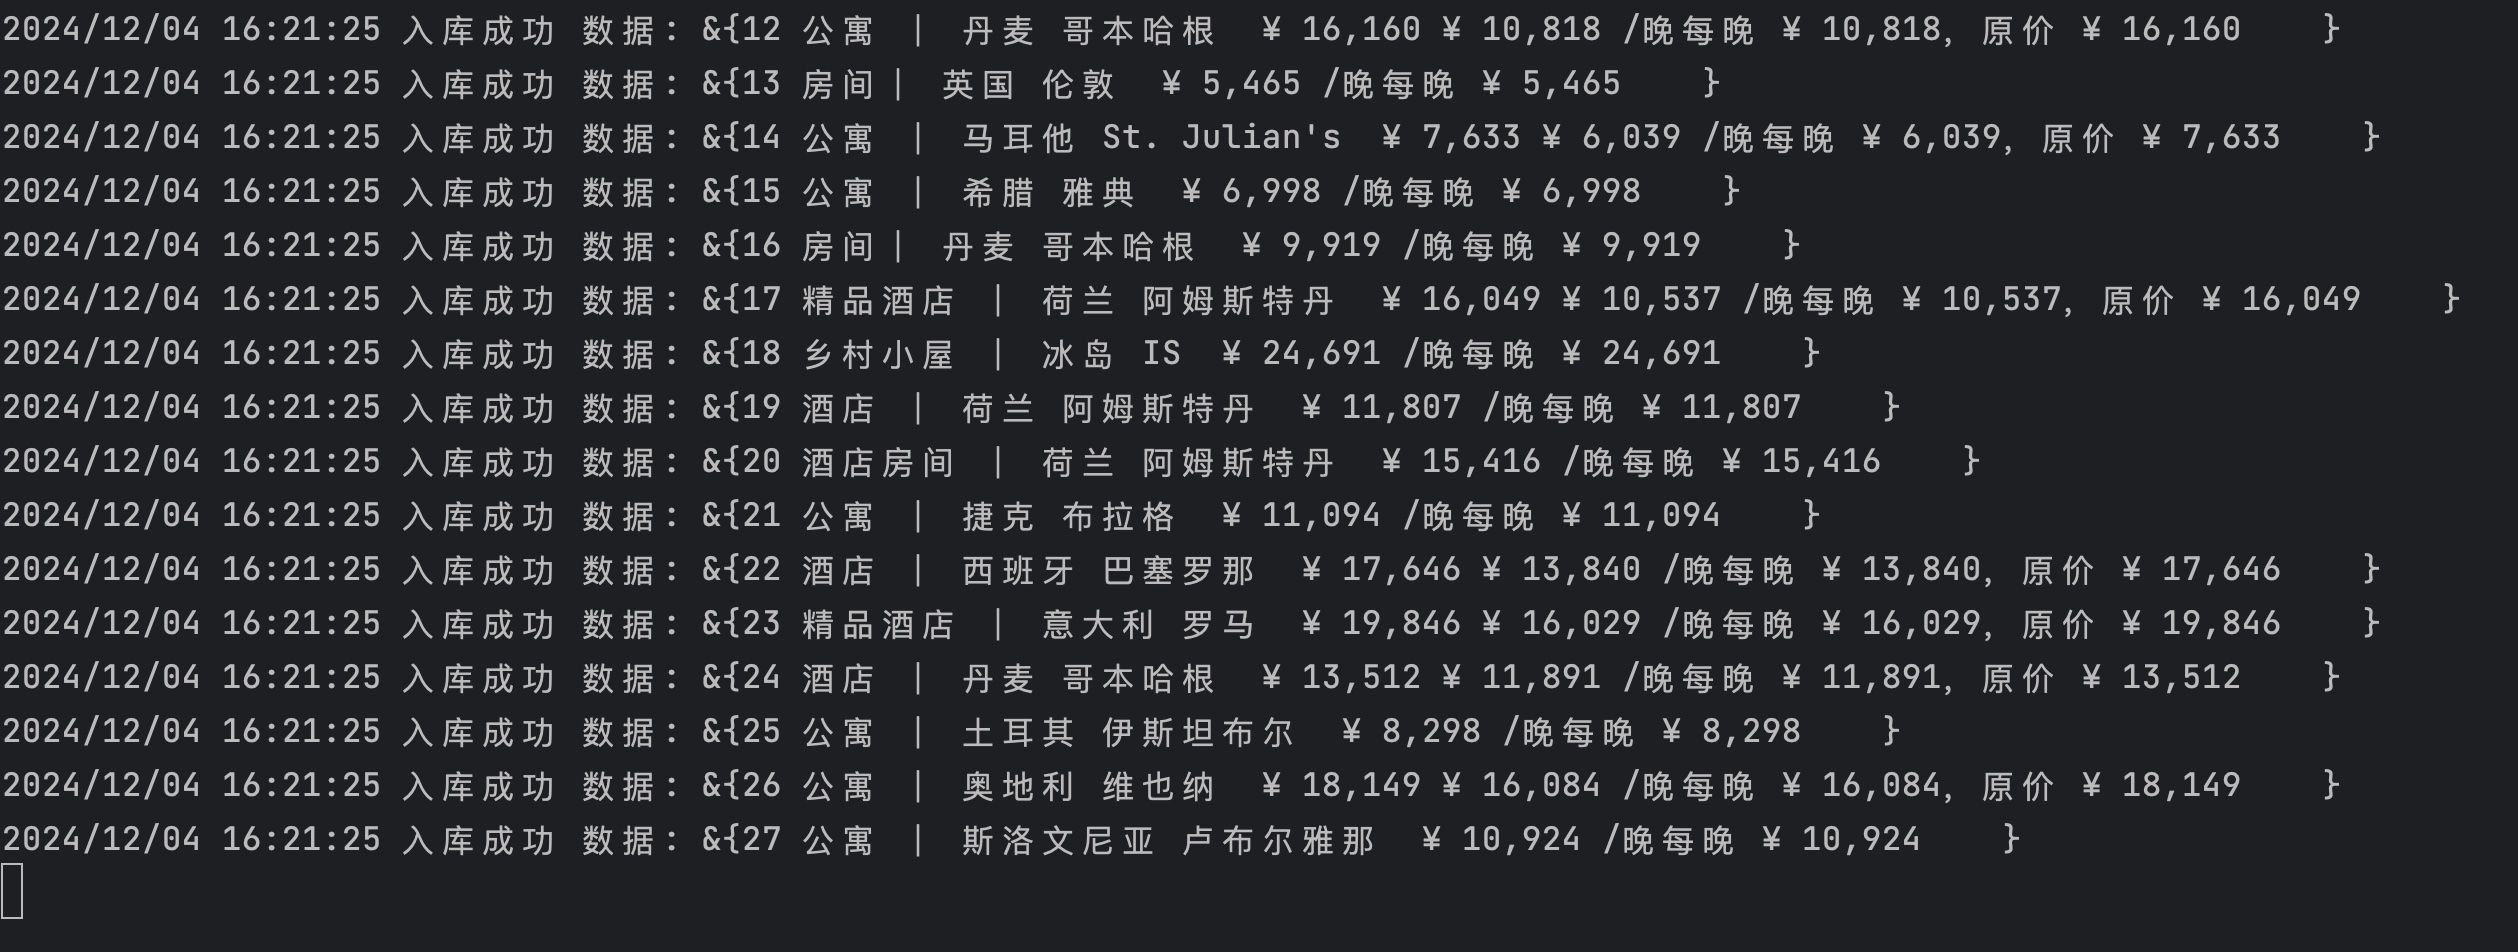 2024/12/04 16:21:25 入库成功 数据: &{12 公寓 | 丹麦 哥本哈根  ¥ 16,160 ¥ 10,818 /晚每晚 ¥ 10,818，原价 ¥ 16,160    }
2024/12/04 16:21:25 入库成功 数据: &{13 房间| 英国 伦敦  ¥ 5,465 /晚每晚 ¥ 5,465    }
2024/12/04 16:21:25 入库成功 数据: &{14 公寓 | 马耳他 St. Julian's  ¥ 7,633 ¥ 6,039 /晚每晚 ¥ 6,039，原价 ¥ 7,633    }
2024/12/04 16:21:25 入库成功 数据: &{15 公寓 | 希腊 雅典  ¥ 6,998 /晚每晚 ¥ 6,998    }
2024/12/04 16:21:25 入库成功 数据: &{16 房间| 丹麦 哥本哈根  ¥ 9,919 /晚每晚 ¥ 9,919    }
2024/12/04 16:21:25 入库成功 数据: &{17 精品酒店 | 荷兰 阿姆斯特丹  ¥ 16,049 ¥ 10,537 /晚每晚 ¥ 10,537，原价 ¥ 16,049    }
2024/12/04 16:21:25 入库成功 数据: &{18 乡村小屋 | 冰岛 IS  ¥ 24,691 /晚每晚 ¥ 24,691    }
2024/12/04 16:21:25 入库成功 数据: &{19 酒店 | 荷兰 阿姆斯特丹  ¥ 11,807 /晚每晚 ¥ 11,807    }
2024/12/04 16:21:25 入库成功 数据: &{20 酒店房间 | 荷兰 阿姆斯特丹  ¥ 15,416 /晚每晚 ¥ 15,416    }
2024/12/04 16:21:25 入库成功 数据: &{21 公寓 | 捷克 布拉格  ¥ 11,094 /晚每晚 ¥ 11,094    }
2024/12/04 16:21:25 入库成功 数据: &{22 酒店 | 西班牙 巴塞罗那  ¥ 17,646 ¥ 13,840 /晚每晚 ¥ 13,840，原价 ¥ 17,646    }
2024/12/04 16:21:25 入库成功 数据: &{23 精品酒店 | 意大利 罗马  ¥ 19,846 ¥ 16,029 /晚每晚 ¥ 16,029，原价 ¥ 19,846    }
2024/12/04 16:21:25 入库成功 数据: &{24 酒店 | 丹麦 哥本哈根  ¥ 13,512 ¥ 11,891 /晚每晚 ¥ 11,891，原价 ¥ 13,512    }
2024/12/04 16:21:25 入库成功 数据: &{25 公寓 | 土耳其 伊斯坦布尔  ¥ 8,298 /晚每晚 ¥ 8,298    }
2024/12/04 16:21:25 入库成功 数据: &{26 公寓 | 奥地利 维也纳  ¥ 18,149 ¥ 16,084 /晚每晚 ¥ 16,084，原价 ¥ 18,149    }
2024/12/04 16:21:25 入库成功 数据: &{27 公寓 | 斯洛文尼亚 卢布尔雅那  ¥ 10,924 /晚每晚 ¥ 10,924    }